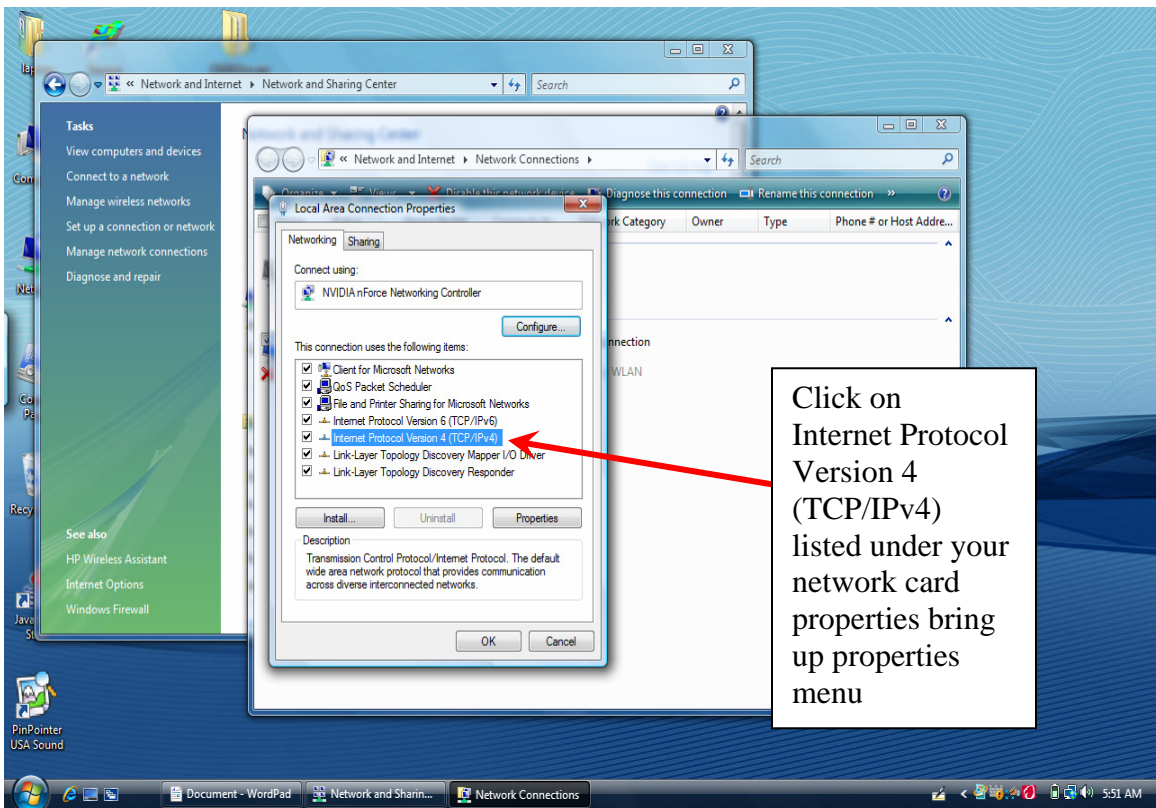 Network and Internet ▸ Network and Sharing Center
Search
Tasks
View computers and devices
Connect to a network
Manage wireless networks
Set up a connection or network
Manage network connections
Diagnose and repair
See also
HP Wireless Assistant
Internet Options
Windows Firewall
Network and Sharing Center
« Network and Internet ▸ Network Connections ▸
Search
Organize Views Disable this network device Diagnose this connection Rename this connection »
rk Category Owner Type Phone # or Host Addre...
nnection
WLAN
Local Area Connection Properties
Networking Sharing
Connect using:
NVIDIA nForce Networking Controller
Configure...
This connection uses the following items:
Client for Microsoft Networks
QoS Packet Scheduler
File and Printer Sharing for Microsoft Networks
Internet Protocol Version 6 (TCP/IPv6)
Internet Protocol Version 4 (TCP/IPv4)
Link-Layer Topology Discovery Mapper I/O Driver
Link-Layer Topology Discovery Responder
Install... Uninstall Properties
Description
Transmission Control Protocol/Internet Protocol. The default
wide area network protocol that provides communication
across diverse interconnected networks.
OK Cancel
Click on
Internet Protocol
Version 4
(TCP/IPv4)
listed under your
network card
properties bring
up properties
menu
PinPointer
USA Sound
Document - WordPad Network and Sharin... Network Connections 5:51 AM